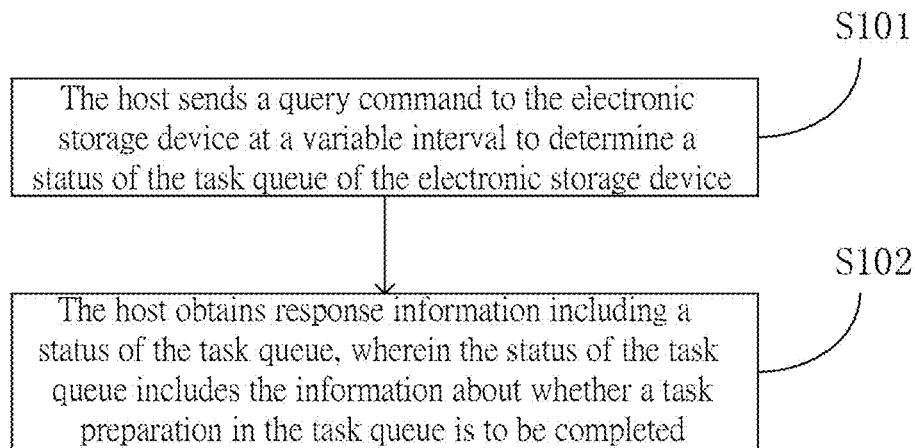 S101
The host sends a query command to the electronic
storage device at a variable interval to determine a
status of the task queue of the electronic storage device
S102
The host obtains response information including a
status of the task queue, wherein the status of the task
queue includes the information about whether a task
preparation in the task queue is to be completed